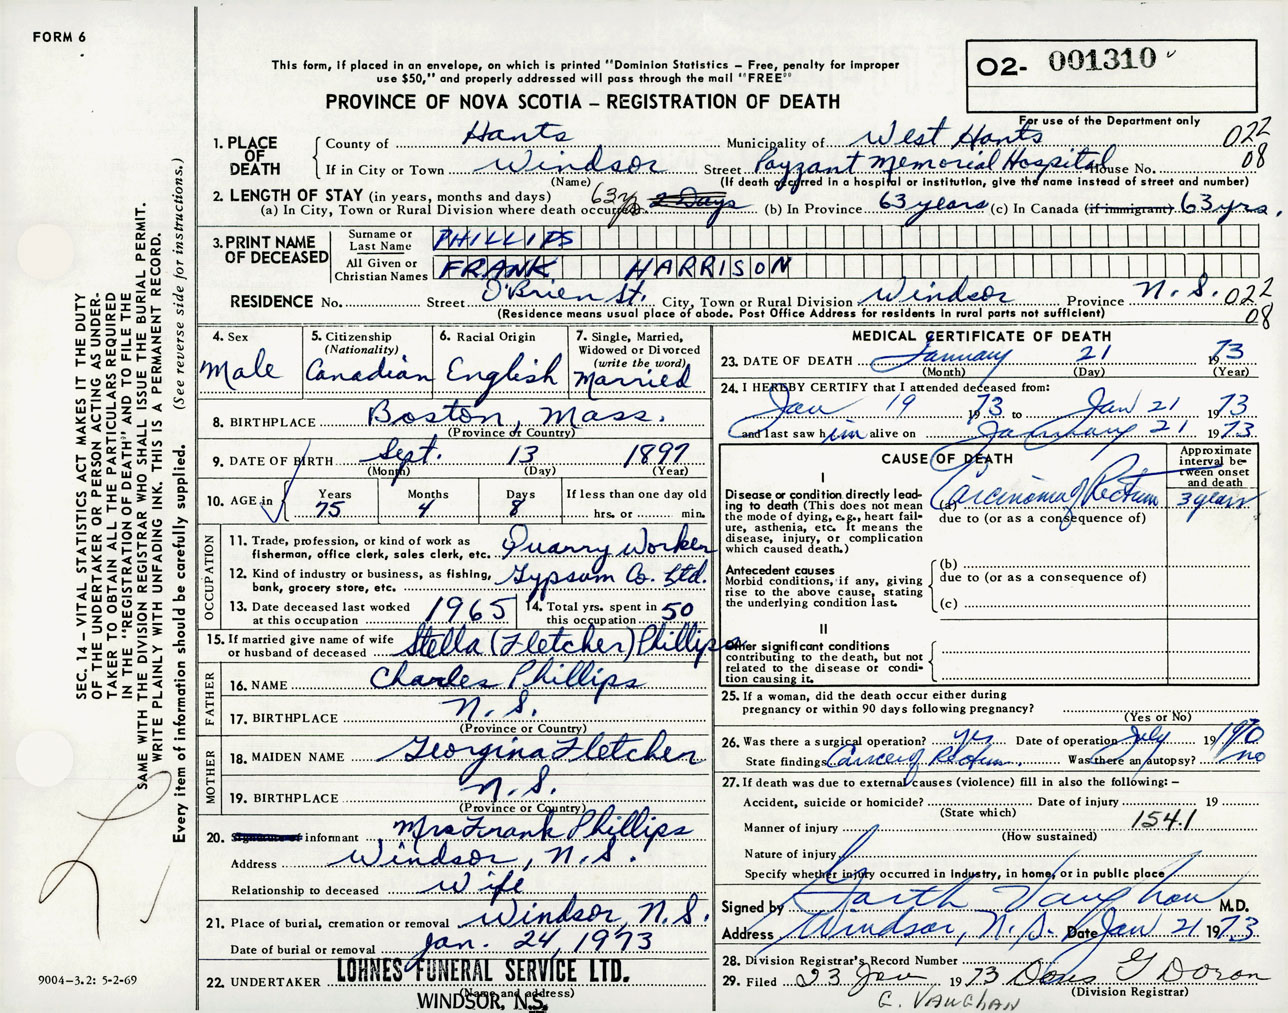 FORM 6
This form, if placed in an envelope, on which is printed "Dominion Statistics – Free, penalty for improper
use $50," and properly addressed will pass through the mail "FREE"
PROVINCE OF NOVA SCOTIA – REGISTRATION OF DEATH
O2- 001310
For use of the Department only
1. PLACE OF DEATH
County of Hants Municipality of West Hants 022
If in City or Town Windsor Street Payzant Memorial Hospital House No. 08
(Name) (If death occurred in a hospital or institution, give the name instead of street and number)
2. LENGTH OF STAY (in years, months and days)
(a) In City, Town or Rural Division where death occurred 63y 2 Days (b) In Province 63 years (c) In Canada (if immigrant) 63 yrs.
3. PRINT NAME OF DECEASED
Surname or Last Name PHILLIPS
All Given or Christian Names FRANK HARRISON
RESIDENCE No. Street O'Brien St. City, Town or Rural Division Windsor Province N.S. 022
(Residence means usual place of abode. Post Office Address for residents in rural parts not sufficient) 08
4. Sex Male
5. Citizenship (Nationality) Canadian
6. Racial Origin English
7. Single, Married, Widowed or Divorced (write the word) Married
8. BIRTHPLACE Boston, Mass.
(Province or Country)
9. DATE OF BIRTH Sept. 13 1897
(Month) (Day) (Year)
10. AGE in Years 75 Months 4 Days 8 If less than one day old hrs. or min.
OCCUPATION
11. Trade, profession, or kind of work as fisherman, office clerk, sales clerk, etc. Quarry Worker
12. Kind of industry or business, as fishing, bank, grocery store, etc. Gypsum Co. Ltd.
13. Date deceased last worked at this occupation 1965
14. Total yrs. spent in this occupation 50
15. If married give name of wife or husband of deceased Stella (Fletcher) Phillips
FATHER
16. NAME Charles Phillips
17. BIRTHPLACE N.S.
(Province or Country)
MOTHER
18. MAIDEN NAME Georgina Fletcher
19. BIRTHPLACE N.S.
(Province or Country)
20. informant Mrs Frank Phillips
Address Windsor, N.S.
Relationship to deceased Wife
21. Place of burial, cremation or removal Windsor, N.S.
Date of burial or removal Jan. 24, 1973
22. UNDERTAKER LOHNES FUNERAL SERVICE LTD.
(Name and address)
WINDSOR, N.S.
MEDICAL CERTIFICATE OF DEATH
23. DATE OF DEATH January 21 1973
(Month) (Day) (Year)
24. I HEREBY CERTIFY that I attended deceased from:
Jan 19 1973 to Jan 21 1973
and last saw him alive on January 21 1973
CAUSE OF DEATH
Approximate interval between onset and death
I
Disease or condition directly leading to death (This does not mean the mode of dying, e.g., heart failure, asthenia, etc. It means the disease, injury, or complication which caused death.)
(a) Carcinoma of Rectum 3 years
due to (or as a consequence of)
Antecedent causes
Morbid conditions, if any, giving rise to the above cause, stating the underlying condition last.
(b)
due to (or as a consequence of)
(c)
II
Other significant conditions
contributing to the death, but not related to the disease or condition causing it.
25. If a woman, did the death occur either during pregnancy or within 90 days following pregnancy?
(Yes or No)
26. Was there a surgical operation? yes Date of operation July 19 1970
State findings Cancer of Rectum. Was there an autopsy? no
27. If death was due to external causes (violence) fill in also the following: –
Accident, suicide or homicide? Date of injury 19
(State which)
Manner of injury 154.1
(How sustained)
Nature of injury
Specify whether injury occurred in industry, in home, or in public place
Signed by Garth Vaughan M.D.
Address Windsor, N.S. Date Jan 21 1973
28. Division Registrar's Record Number
29. Filed 23 Jan 1973 G Doran
(Division Registrar)
G. VAUGHAN
SEC. 14 – VITAL STATISTICS ACT MAKES IT THE DUTY
OF THE UNDERTAKER OR PERSON ACTING AS UNDER-
TAKER TO OBTAIN ALL THE PARTICULARS REQUIRED
IN THE "REGISTRATION OF DEATH" AND TO FILE THE
SAME WITH THE DIVISION REGISTRAR WHO SHALL ISSUE THE BURIAL PERMIT.
WRITE PLAINLY WITH UNFADING INK. THIS IS A PERMANENT RECORD.
Every item of information should be carefully supplied. (See reverse side for instructions.)
9004–3.2: 5-2-69